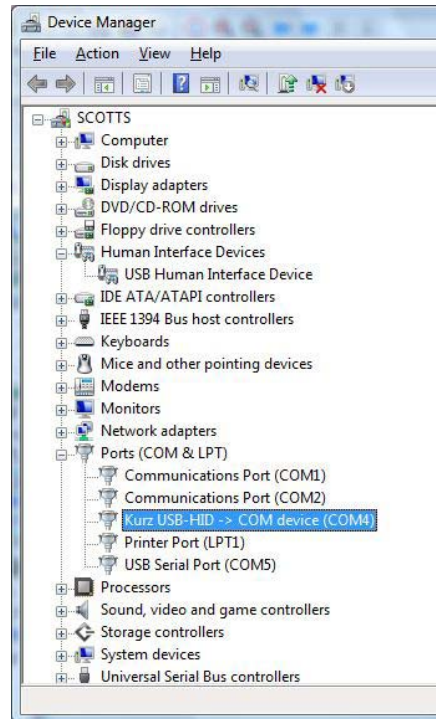 Device Manager
File Action View Help
SCOTTS
Computer
Disk drives
Display adapters
DVD/CD-ROM drives
Floppy drive controllers
Human Interface Devices
USB Human Interface Device
IDE ATA/ATAPI controllers
IEEE 1394 Bus host controllers
Keyboards
Mice and other pointing devices
Modems
Monitors
Network adapters
Ports (COM & LPT)
Communications Port (COM1)
Communications Port (COM2)
Kurz USB-HID -> COM device (COM4)
Printer Port (LPT1)
USB Serial Port (COM5)
Processors
Sound, video and game controllers
Storage controllers
System devices
Universal Serial Bus controllers